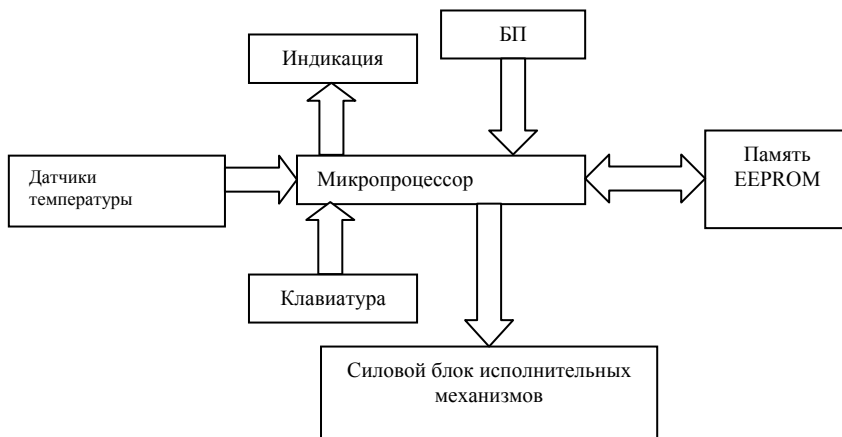 БП
Индикация
Память
EEPROM
Датчики
температуры
Микропроцессор
Клавиатура
Силовой блок исполнительных
механизмов